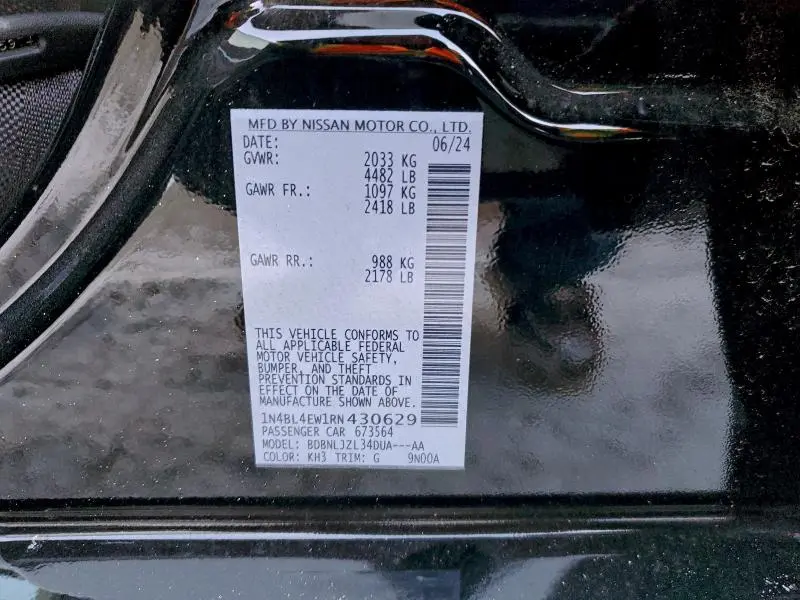 MFD BY NISSAN MOTOR CO., LTD.
DATE: 06/24
GVWR: 2033 KG
4482 LB
GAWR FR.: 1097 KG
2418 LB
GAWR RR.: 988 KG
2178 LB
THIS VEHICLE CONFORMS TO
ALL APPLICABLE FEDERAL
MOTOR VEHICLE SAFETY,
BUMPER, AND THEFT
PREVENTION STANDARDS IN
EFFECT ON THE DATE OF
MANUFACTURE SHOWN ABOVE.
1N4BL4EW1RN430629
PASSENGER CAR 673564
MODEL: BDBNLJZL34DUA---AA
COLOR: KH3 TRIM: G 9N00A